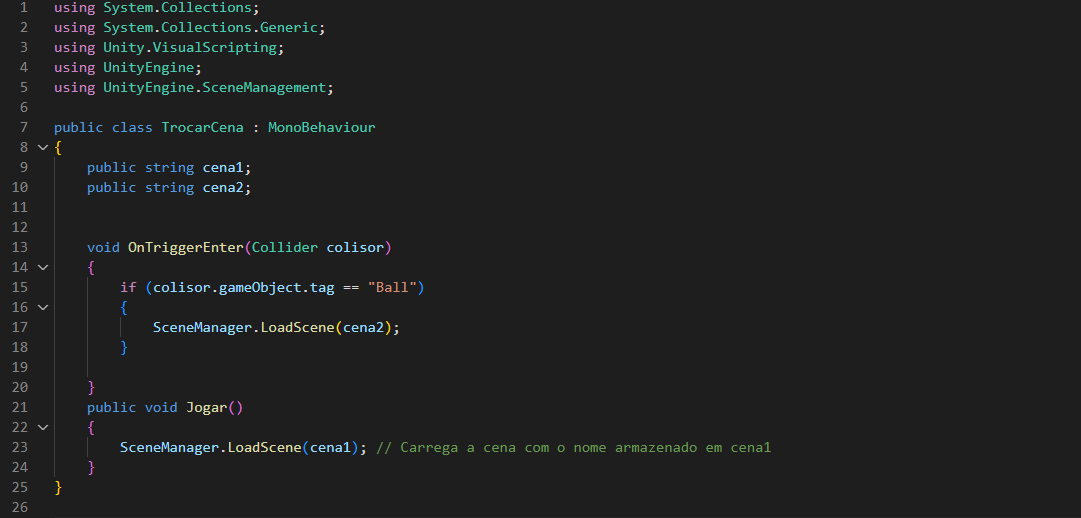 1 using System.Collections;
2 using System.Collections.Generic;
3 using Unity.VisualScripting;
4 using UnityEngine;
5 using UnityEngine.SceneManagement;
6
7 public class TrocarCena : MonoBehaviour
8 {
9 public string cena1;
10 public string cena2;
11
12
13 void OnTriggerEnter(Collider colisor)
14 {
15 if (colisor.gameObject.tag == "Ball")
16 {
17 SceneManager.LoadScene(cena2);
18 }
19
20 }
21 public void Jogar()
22 {
23 SceneManager.LoadScene(cena1); // Carrega a cena com o nome armazenado em cena1
24 }
25 }
26